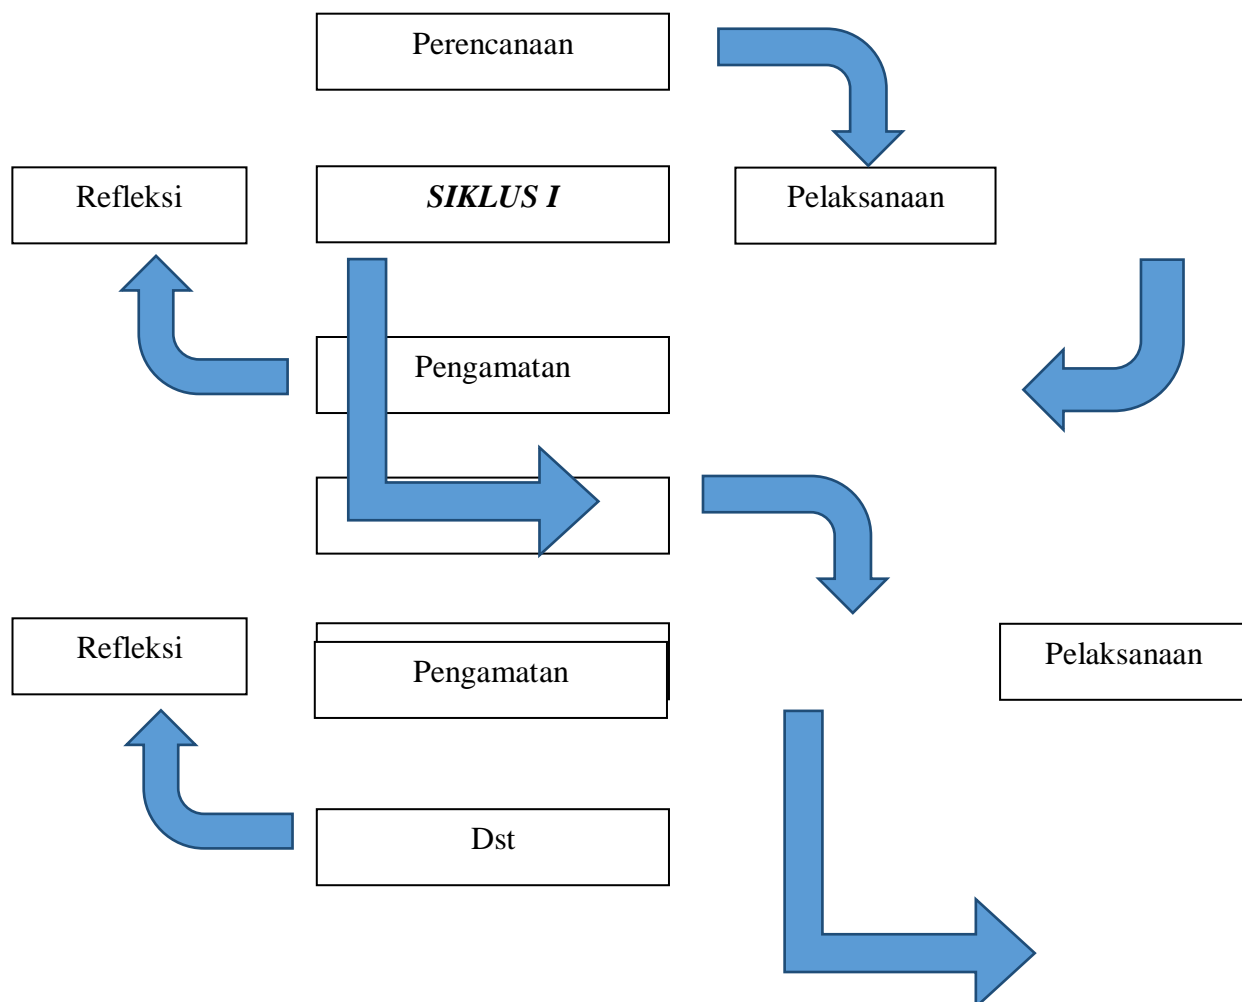 Perencanaan
Refleksi
SIKLUS I
Pelaksanaan
Pengamatan
Refleksi
Pengamatan
Pelaksanaan
Dst